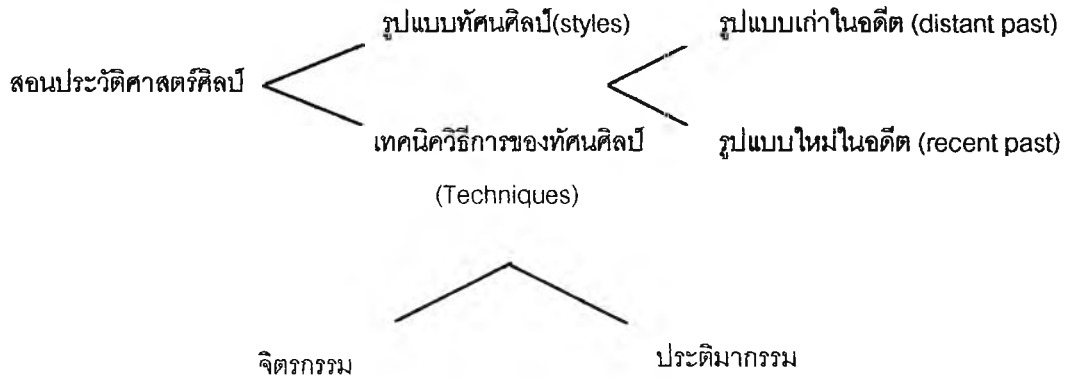 รูปแบบทัศนศิลป์(styles) รูปแบบเก่าในอดีต (distant past)
สอนประวัติศาสตร์ศิลป์
เทคนิควิธีการของทัศนศิลป์ รูปแบบใหม่ในอดีต (recent past)
(Techniques)
จิตรกรรม ประติมากรรม